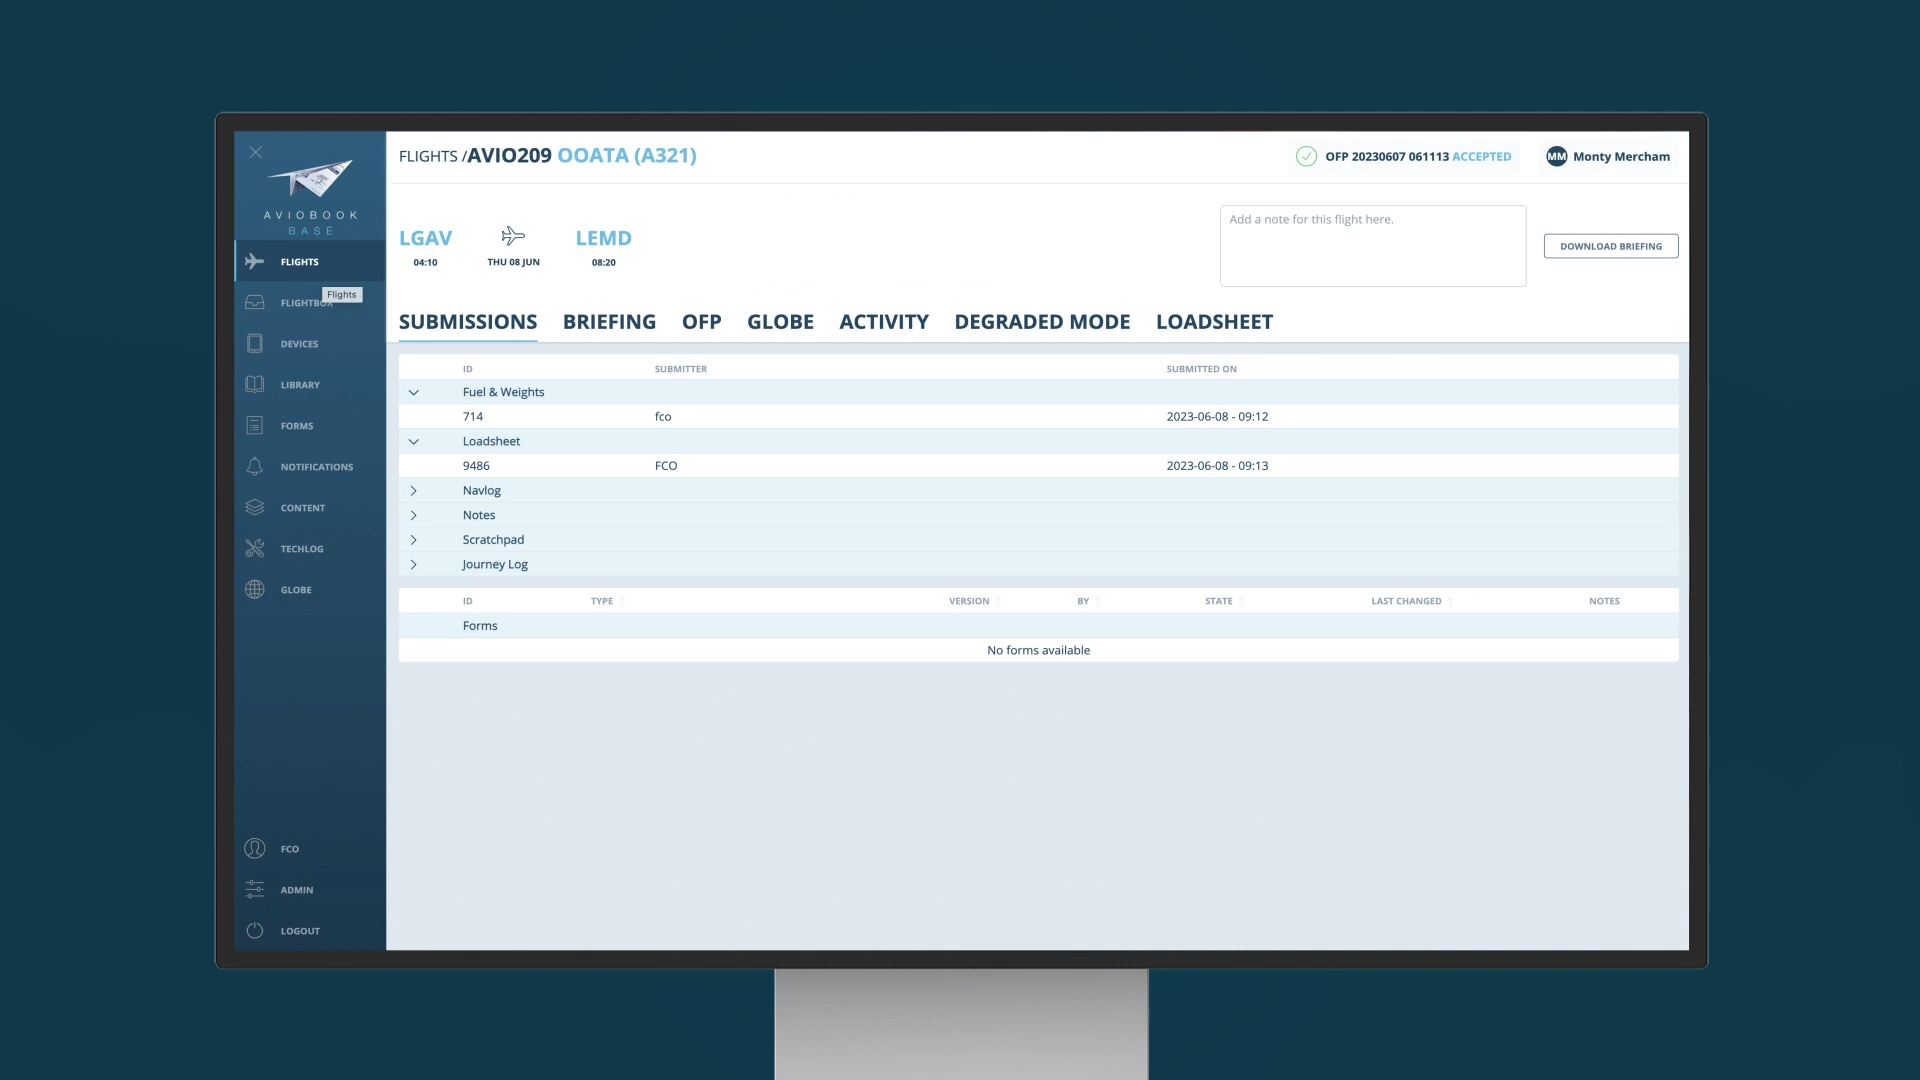 AVIOBOOK
BASE
FLIGHTS
Flights
FLIGHTBOX
DEVICES
LIBRARY
FORMS
NOTIFICATIONS
CONTENT
TECHLOG
GLOBE
FCO
ADMIN
LOGOUT
FLIGHTS /AVIO209 OOATA (A321)
OFP 20230607 061113 ACCEPTED
MM Monty Mercham
LGAV
04:10
THU 08 JUN
LEMD
08:20
Add a note for this flight here.
DOWNLOAD BRIEFING
SUBMISSIONS BRIEFING OFP GLOBE ACTIVITY DEGRADED MODE LOADSHEET
ID SUBMITTER SUBMITTED ON
Fuel & Weights
714 fco 2023-06-08 - 09:12
Loadsheet
9486 FCO 2023-06-08 - 09:13
Navlog
Notes
Scratchpad
Journey Log
ID TYPE VERSION BY STATE LAST CHANGED NOTES
Forms
No forms available